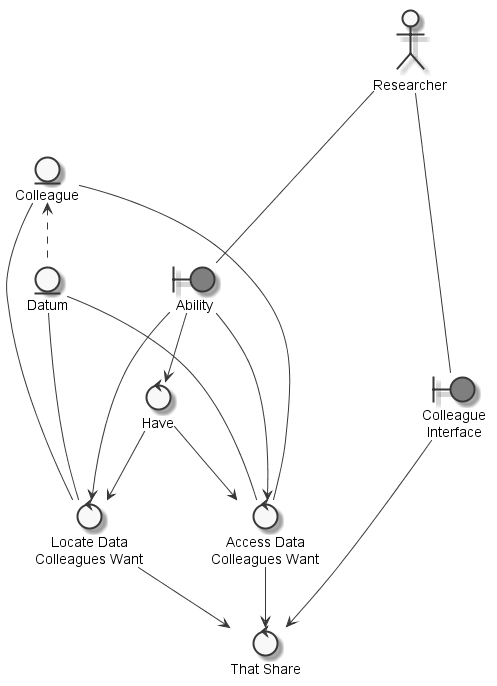 Researcher
Colleague
Datum
Ability
Have
Colleague
Interface
Locate Data
Colleagues Want
Access Data
Colleagues Want
That Share